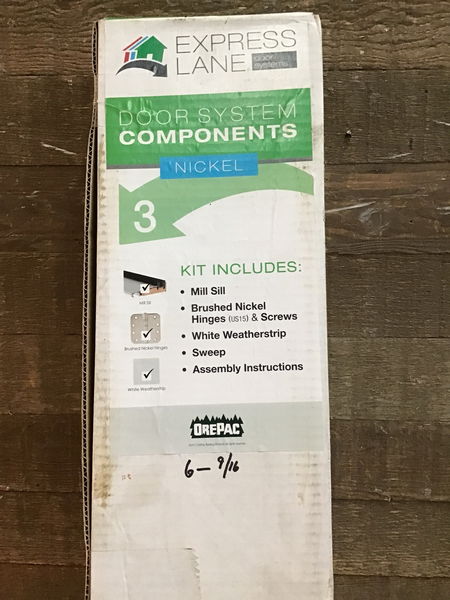 EXPRESS
LANE door systems
DOOR SYSTEM
COMPONENTS
NICKEL
3
KIT INCLUDES:
• Mill Sill
• Brushed Nickel
Hinges (US15) & Screws
• White Weatherstrip
• Sweep
• Assembly Instructions
Mill Sill
Brushed Nickel Hinges
White Weatherstrip
OREPAC
6 - 9/16